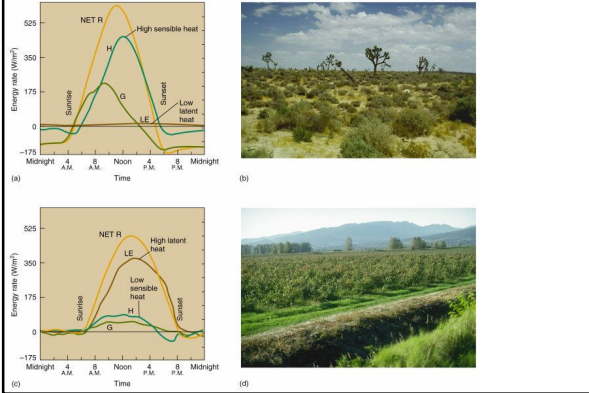 NET R
High sensible heat
525
H
350
Energy rate (W/m²)
175
G
Sunrise
Sunset
Low
latent
heat
LE
0
−175
Midnight 4 8 Noon 4 8 Midnight
A.M. A.M. P.M. P.M.
(a) Time (b)
525
NET R
High latent
heat
LE
350
Energy rate (W/m²)
Low
sensible
heat
175
Sunrise
H
Sunset
G
0
−175
Midnight 4 8 Noon 4 8 Midnight
A.M. A.M. P.M. P.M.
(c) Time (d)